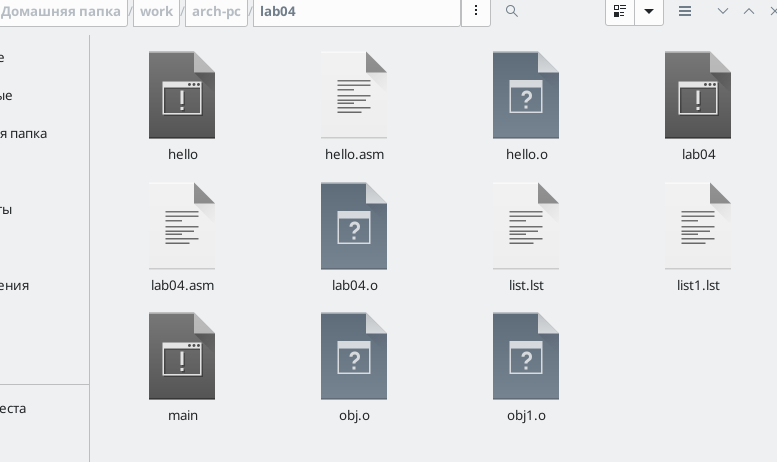 Домашняя папка / work / arch-pc / lab04
е
ые
я папка
ты
ения
еста
hello
hello.asm
hello.o
lab04
lab04.asm
lab04.o
list.lst
list1.lst
main
obj.o
obj1.o